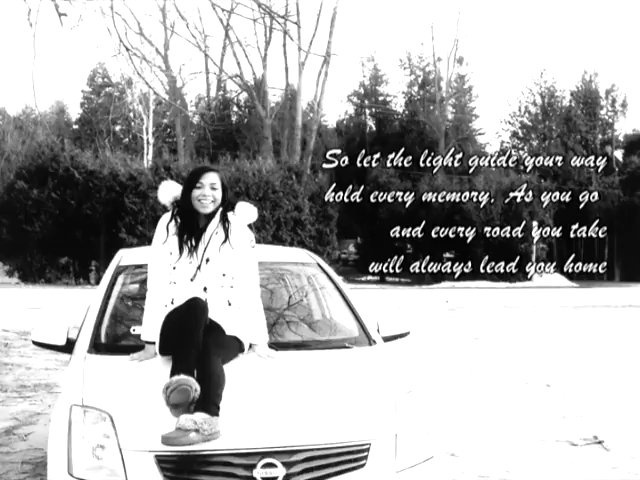 So let the light guide your way
hold every memory. As you go
and every road you take
will always lead you home